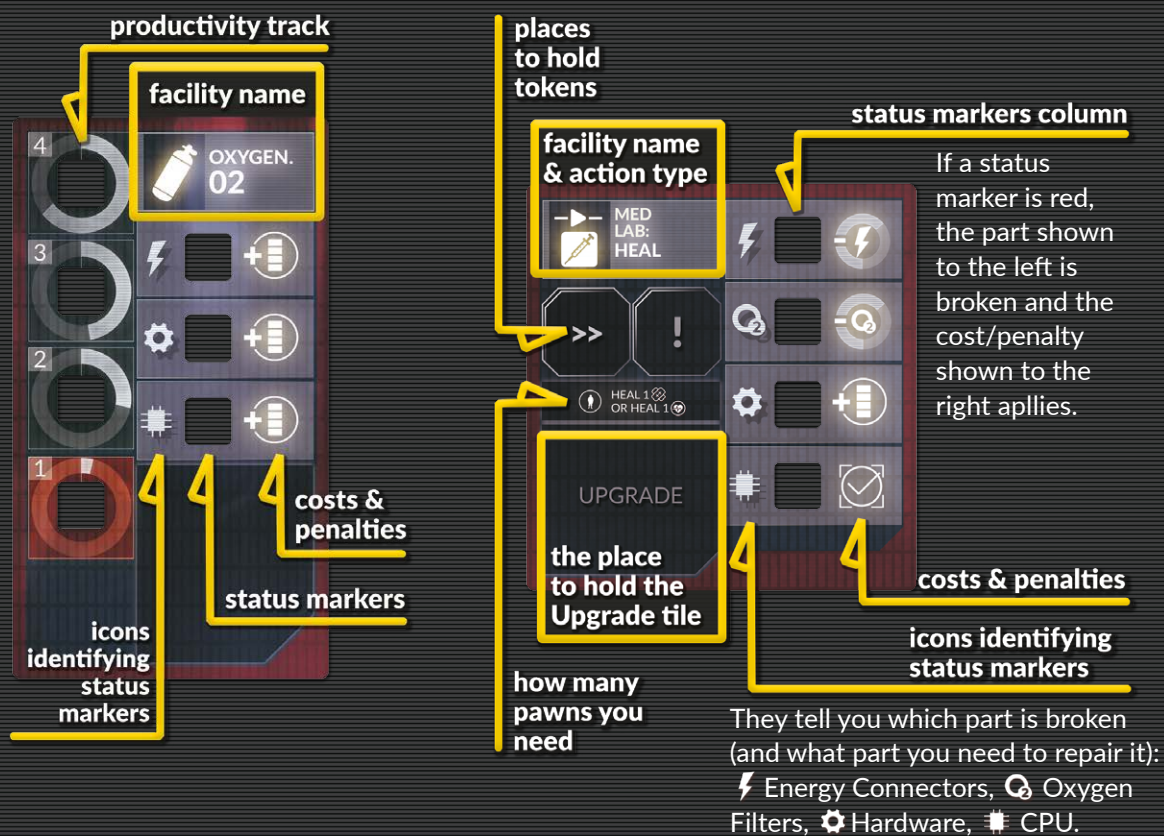 productivity track
facility name
4
OXYGEN.
02
3
2
1
costs &
penalties
status markers
icons
identifying
status
markers
places
to hold
tokens
facility name
& action type
MED
LAB:
HEAL
>>
!
HEAL 1
OR HEAL 1
UPGRADE
the place
to hold the
Upgrade tile
how many
pawns you
need
status markers column
If a status
marker is red,
the part shown
to the left is
broken and the
cost/penalty
shown to the
right apllies.
O2
-O2
costs & penalties
icons identifying
status markers
They tell you which part is broken
(and what part you need to repair it):
Energy Connectors, O2 Oxygen
Filters, Hardware, CPU.